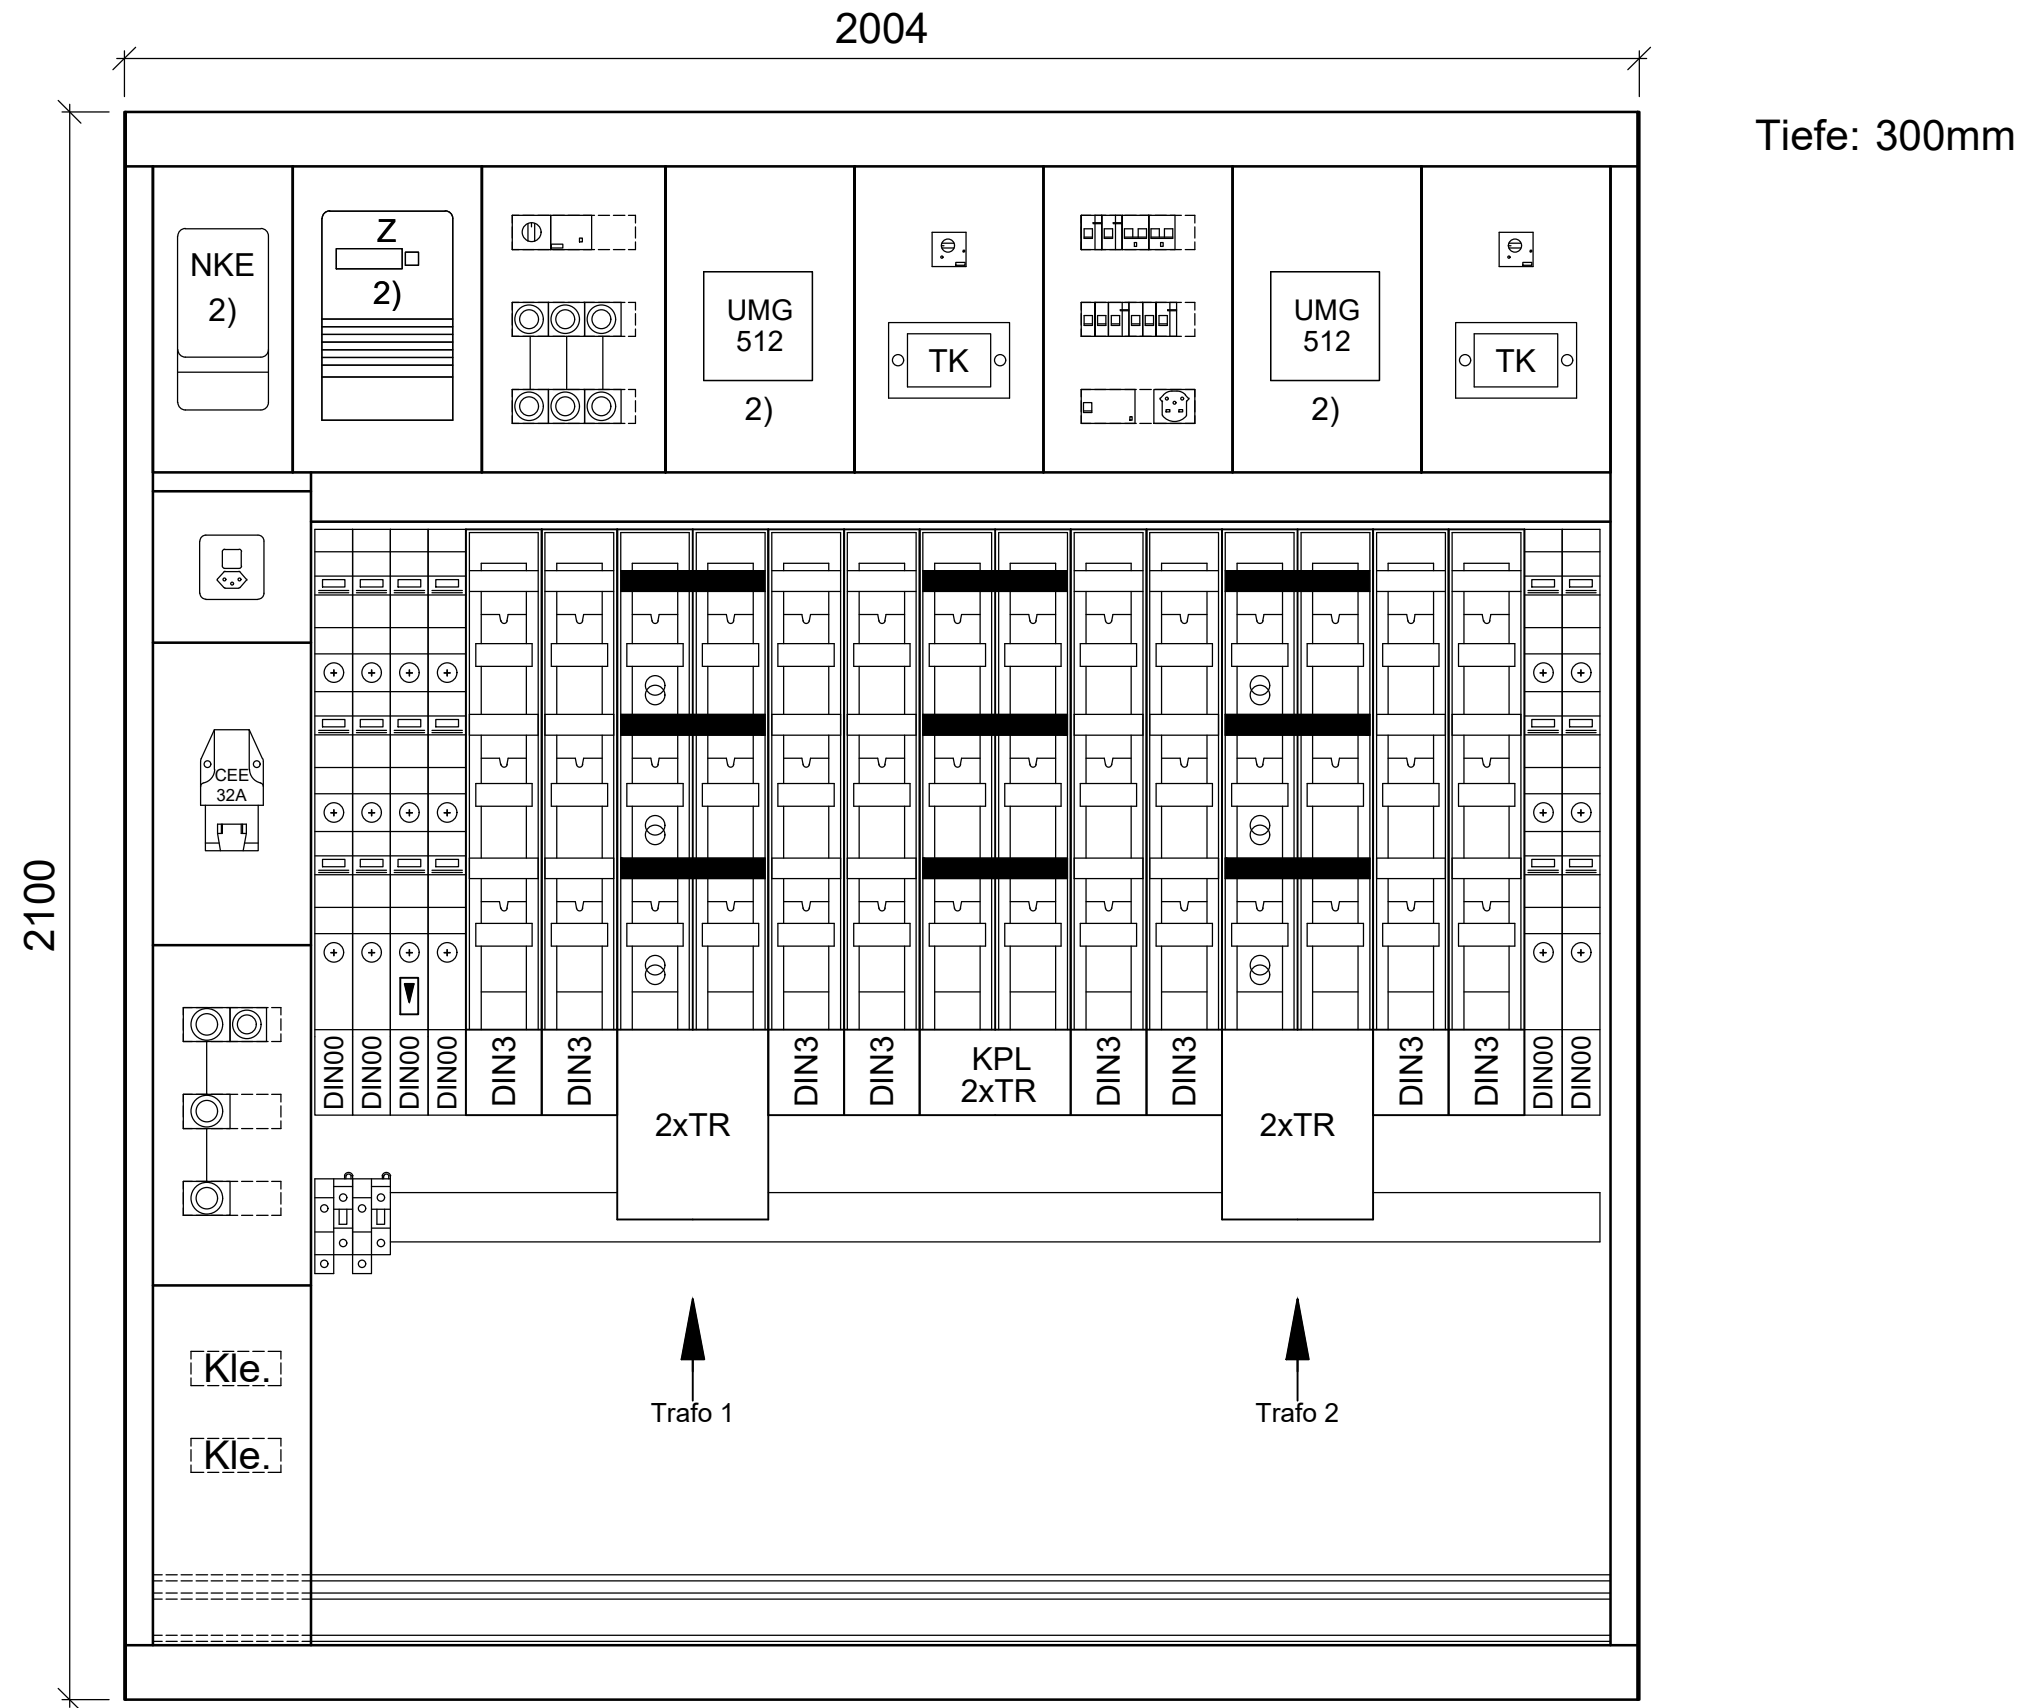 2004
Tiefe: 300mm
2100
NKE
2)
Z
2)
UMG
512
2)
TK
UMG
512
2)
TK
CEE
32A
DIN00
DIN00
DIN00
DIN00
DIN3
DIN3
2xTR
DIN3
DIN3
KPL
2xTR
DIN3
DIN3
2xTR
DIN3
DIN3
DIN00
DIN00
Kle.
Kle.
Trafo 1
Trafo 2